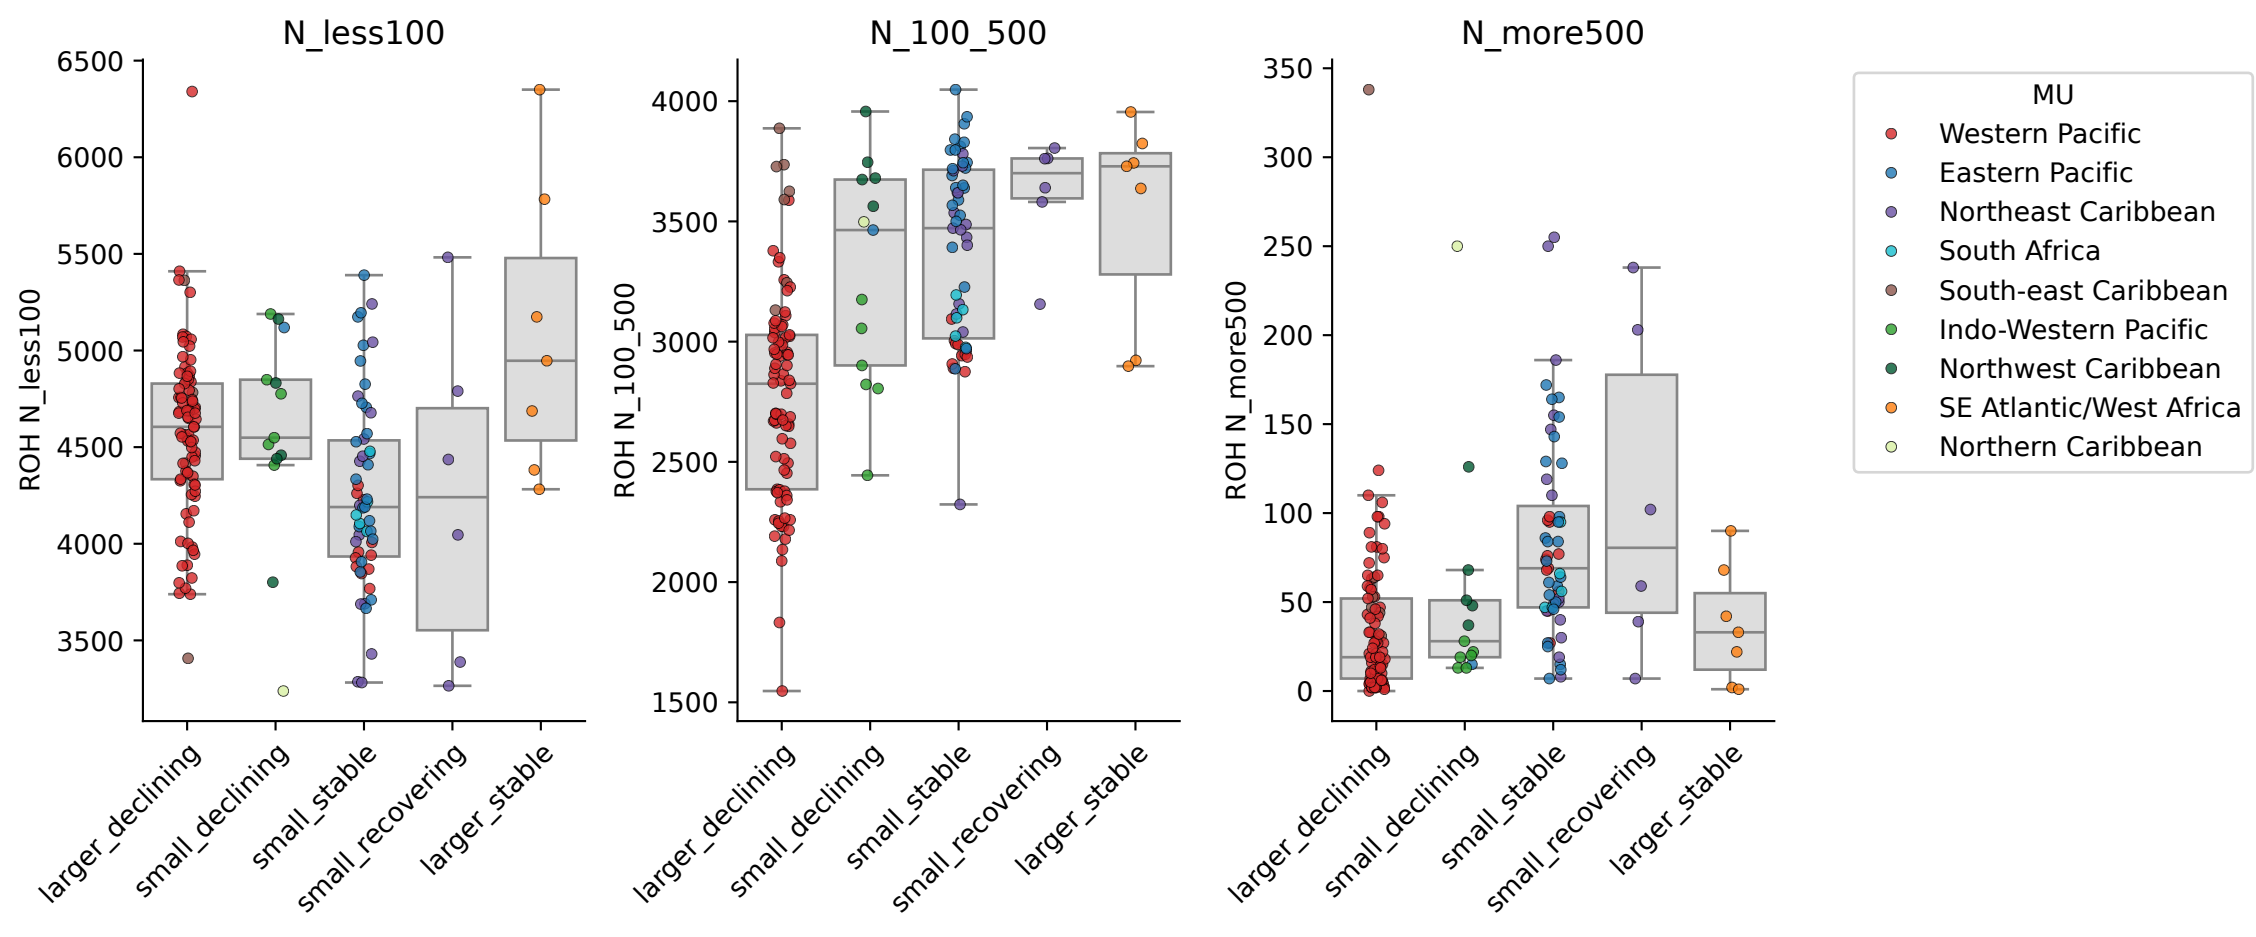 N_less100
ROH N_less100
6500
6000
5500
5000
4500
4000
3500
larger_declining
small_declining
small_stable
small_recovering
larger_stable
N_100_500
ROH N_100_500
4000
3500
3000
2500
2000
1500
larger_declining
small_declining
small_stable
small_recovering
larger_stable
N_more500
ROH N_more500
350
300
250
200
150
100
50
0
larger_declining
small_declining
small_stable
small_recovering
larger_stable
MU
Western Pacific
Eastern Pacific
Northeast Caribbean
South Africa
South-east Caribbean
Indo-Western Pacific
Northwest Caribbean
SE Atlantic/West Africa
Northern Caribbean